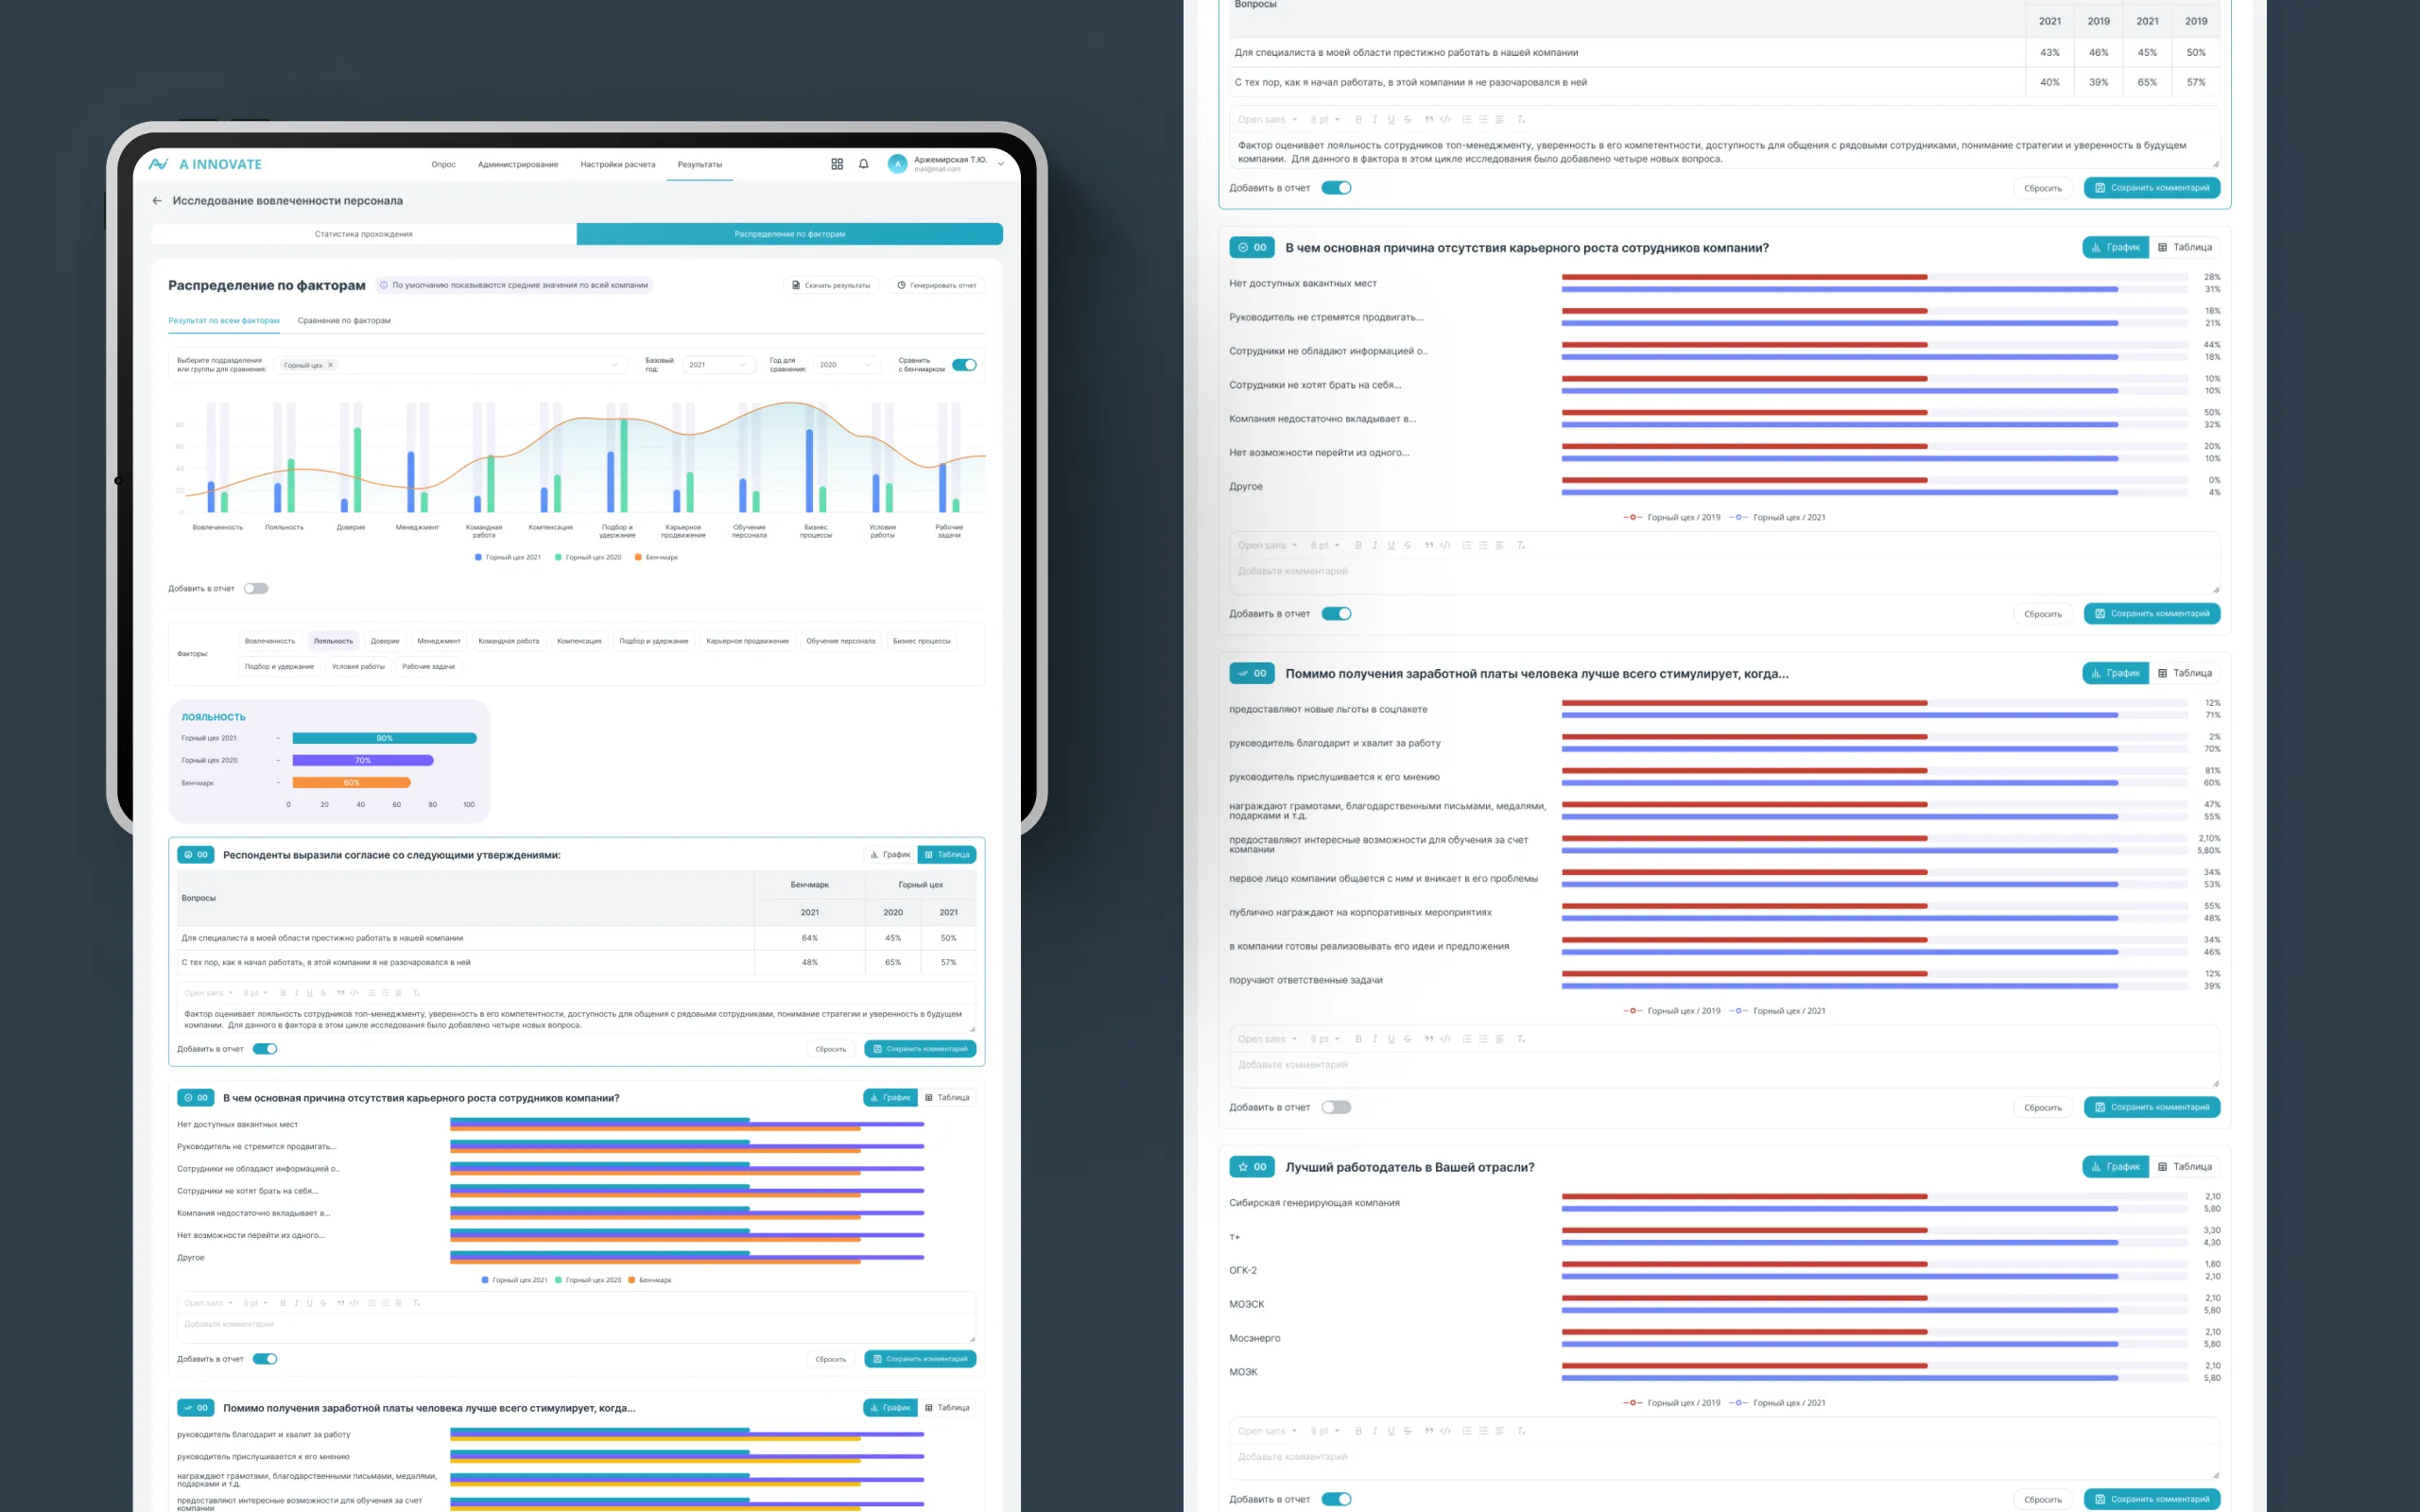 A INNOVATE
Опрос
Администрирование
Настройки расчета
Результаты
A
Аржемирская Т.Ю.
mail@mail.com
Исследование вовлеченности персонала
Статистика прохождения
Распределение по факторам
Распределение по факторам
По умолчанию показываются средние значения по всей компании
Скачать результаты
Генерировать отчет
Результат по всем факторам
Сравнение по факторам
Выберите подразделения
или группы для сравнения:
Горный цех ×
Базовый
год:
2021
Год для
сравнения:
2020
Сравнить
с бенчмарком
80
60
40
20
0
Вовлеченность
Лояльность
Доверие
Менеджмент
Командная
работа
Компенсация
Подбор и
удержание
Карьерное
продвижение
Обучение
персонала
Бизнес
процессы
Условия
работы
Рабочие
задачи
Горный цех 2021
Горный цех 2020
Бенчмарк
Добавить в отчет
Факторы:
Вовлеченность
Лояльность
Доверие
Менеджмент
Командная работа
Компенсация
Подбор и удержание
Карьерное продвижение
Обучение персонала
Бизнес процессы
Подбор и удержание
Условия работы
Рабочие задачи
ЛОЯЛЬНОСТЬ
Горный цех 2021 - 90%
Горный цех 2020 - 70%
Бенчмарк - 60%
0 20 40 60 80 100
00 Респонденты выразили согласие со следующими утверждениями:
График
Таблица
Вопросы
Бенчмарк
Горный цех
2021 2020 2021
Для специалиста в моей области престижно работать в нашей компании 64% 45% 50%
С тех пор, как я начал работать, в этой компании я не разочаровался в ней 48% 65% 57%
Open sans 8 pt B I U S
Фактор оценивает лояльность сотрудников топ-менеджменту, уверенность в его компетентности, доступность для общения с рядовыми сотрудниками, понимание стратегии и уверенность в будущем
компании. Для данного в фактора в этом цикле исследования было добавлено четыре новых вопроса.
Добавить в отчет
Сбросить
Сохранить комментарий
00 В чем основная причина отсутствия карьерного роста сотрудников компании?
График
Таблица
Нет доступных вакантных мест
Руководитель не стремится продвигать...
Сотрудники не обладают информацией о..
Сотрудники не хотят брать на себя...
Компания недостаточно вкладывает в...
Нет возможности перейти из одного...
Другое
Горный цех 2021
Горный цех 2020
Бенчмарк
Open sans 8 pt B I U S
Добавьте комментарий
Добавить в отчет
Сбросить
Сохранить комментарий
00 Помимо получения заработной платы человека лучше всего стимулирует, когда...
График
Таблица
руководитель благодарит и хвалит за работу
руководитель прислушивается к его мнению
награждают грамотами, благодарственными письмами, медалями,
подарками и т.д.
предоставляют интересные возможности для обучения за счет
компании
Вопросы
2021 2019 2021 2019
Для специалиста в моей области престижно работать в нашей компании 43% 46% 45% 50%
С тех пор, как я начал работать, в этой компании я не разочаровался в ней 40% 39% 65% 57%
Open sans 8 pt B I U S
Фактор оценивает лояльность сотрудников топ-менеджменту, уверенность в его компетентности, доступность для общения с рядовыми сотрудниками, понимание стратегии и уверенность в будущем
компании. Для данного в фактора в этом цикле исследования было добавлено четыре новых вопроса.
Добавить в отчет
Сбросить
Сохранить комментарий
00 В чем основная причина отсутствия карьерного роста сотрудников компании?
График
Таблица
Нет доступных вакантных мест 28% 31%
Руководитель не стремятся продвигать... 18% 21%
Сотрудники не обладают информацией о.. 44% 18%
Сотрудники не хотят брать на себя... 10% 10%
Компания недостаточно вкладывает в... 50% 32%
Нет возможности перейти из одного... 20% 10%
Другое 0% 4%
Горный цех / 2019
Горный цех / 2021
Open sans 8 pt B I U S
Добавьте комментарий
Добавить в отчет
Сбросить
Сохранить комментарий
00 Помимо получения заработной платы человека лучше всего стимулирует, когда...
График
Таблица
предоставляют новые льготы в соцпакете 12% 71%
руководитель благодарит и хвалит за работу 2% 70%
руководитель прислушивается к его мнению 81% 60%
награждают грамотами, благодарственными письмами, медалями,
подарками и т.д. 47% 55%
предоставляют интересные возможности для обучения за счет
компании 2,10% 5,80%
первое лицо компании общается с ним и вникает в его проблемы 34% 53%
публично награждают на корпоративных мероприятиях 55% 48%
в компании готовы реализовывать его идеи и предложения 34% 46%
поручают ответственные задачи 12% 39%
Горный цех / 2019
Горный цех / 2021
Open sans 8 pt B I U S
Добавьте комментарий
Добавить в отчет
Сбросить
Сохранить комментарий
00 Лучший работодатель в Вашей отрасли?
График
Таблица
Сибирская генерирующая компания 2,10 5,80
т+ 3,30 4,30
ОГК-2 1,80 2,10
МОЭСК 2,10 5,80
Мосэнерго 2,10 5,80
МОЭК 2,10 5,80
Горный цех / 2019
Горный цех / 2021
Open sans 8 pt B I U S
Добавьте комментарий
Добавить в отчет
Сбросить
Сохранить комментарий